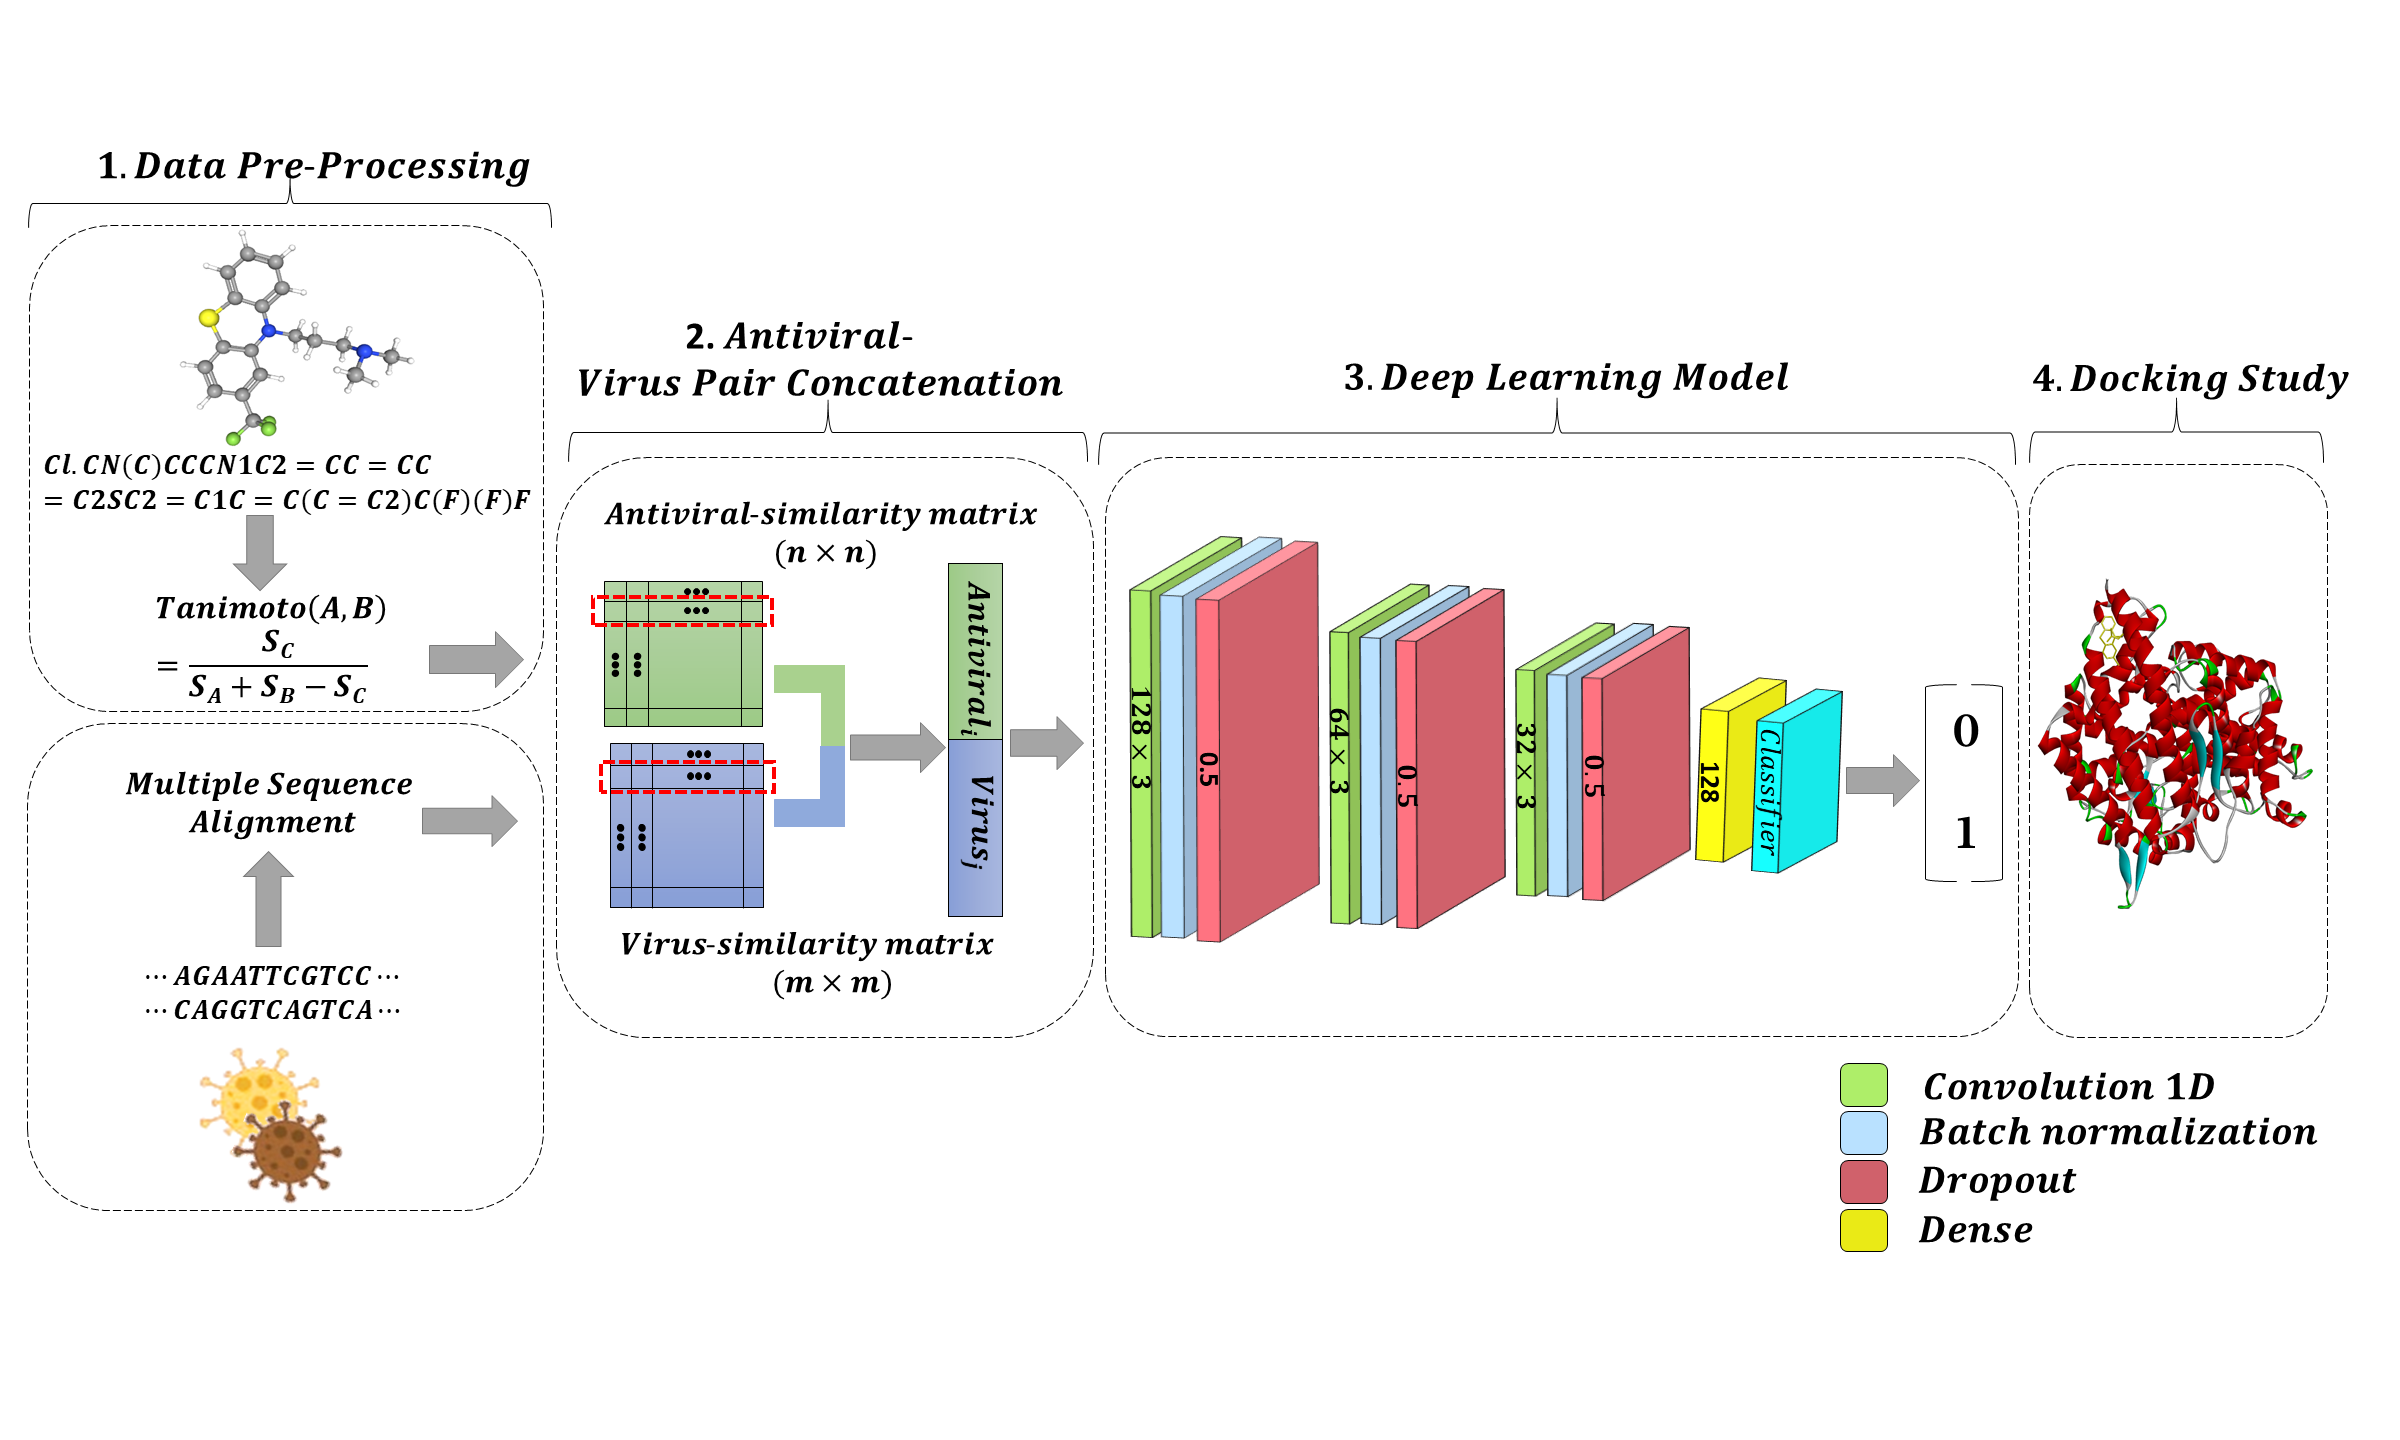 1. Data Pre-Processing
Cl. CN(C)CCCN1C2 = CC = CC
= C2SC2 = C1C = C(C = C2)C(F)(F)F
Tanimoto(A, B)
= S_C / (S_A + S_B − S_C)
Multiple Sequence
Alignment
⋯ AGAATTCGTCC ⋯
⋯ CAGGTCAGTCA ⋯
2. Antiviral-
Virus Pair Concatenation
Antiviral-similarity matrix
(n × n)
Antiviral_i
Virus_j
Virus-similarity matrix
(m × m)
3. Deep Learning Model
128 × 3
0.5
64 × 3
0.5
32 × 3
0.5
128
Classifier
0
1
4. Docking Study
Convolution 1D
Batch normalization
Dropout
Dense